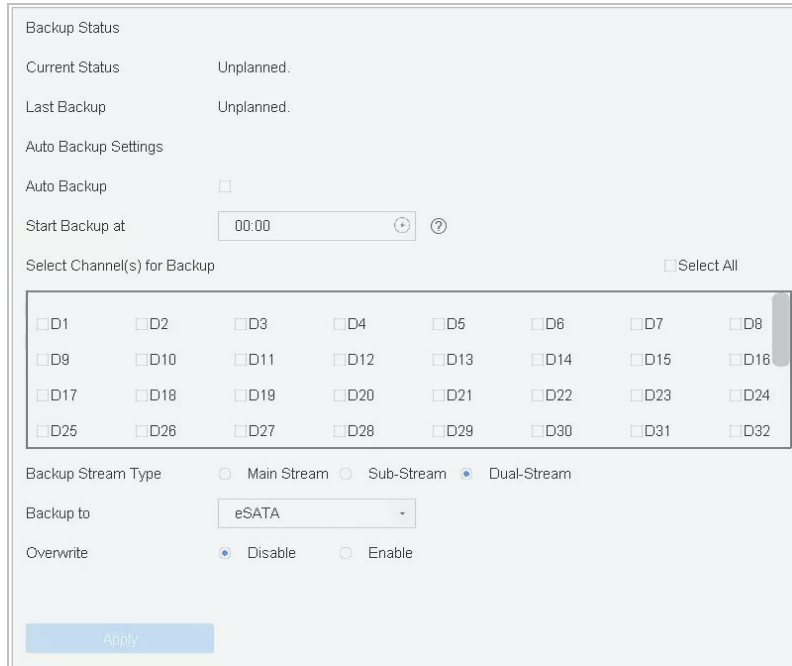 Backup Status
Current Status Unplanned.
Last Backup Unplanned.
Auto Backup Settings
Auto Backup
Start Backup at 00:00 ?
Select Channel(s) for Backup Select All
D1 D2 D3 D4 D5 D6 D7 D8
D9 D10 D11 D12 D13 D14 D15 D16
D17 D18 D19 D20 D21 D22 D23 D24
D25 D26 D27 D28 D29 D30 D31 D32
Backup Stream Type Main Stream Sub-Stream Dual-Stream
Backup to eSATA
Overwrite Disable Enable
Apply